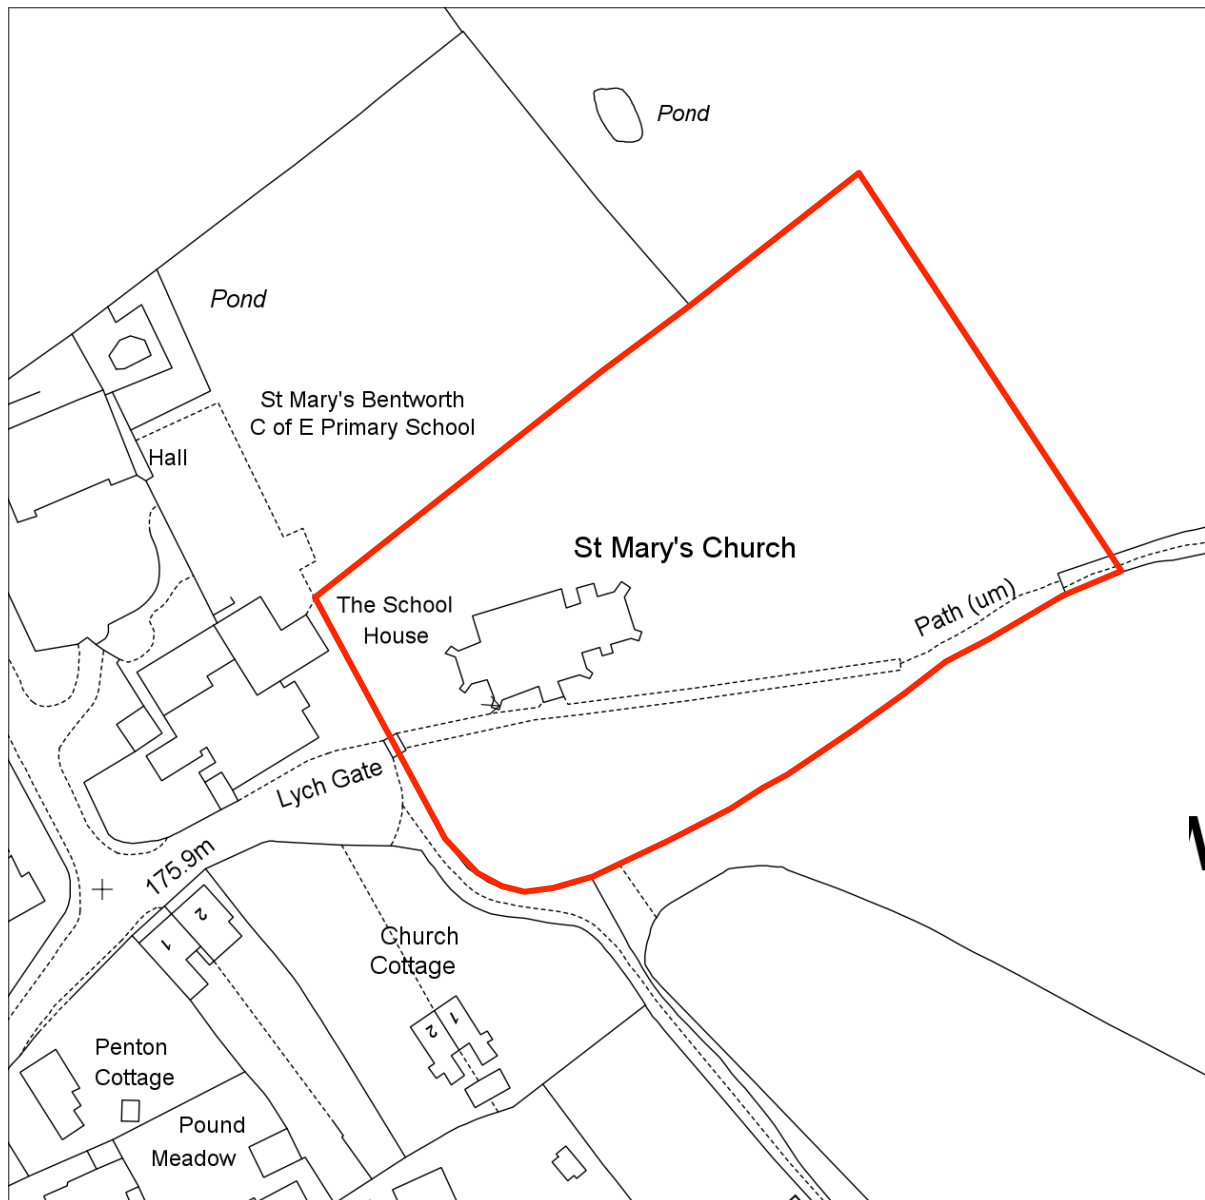 Pond
Pond
St Mary's Bentworth
C of E Primary School
Hall
St Mary's Church
The School
House
Path (um)
Lych Gate
175.9m
2
1
Church
Cottage
1
2
Penton
Cottage
Pound
Meadow